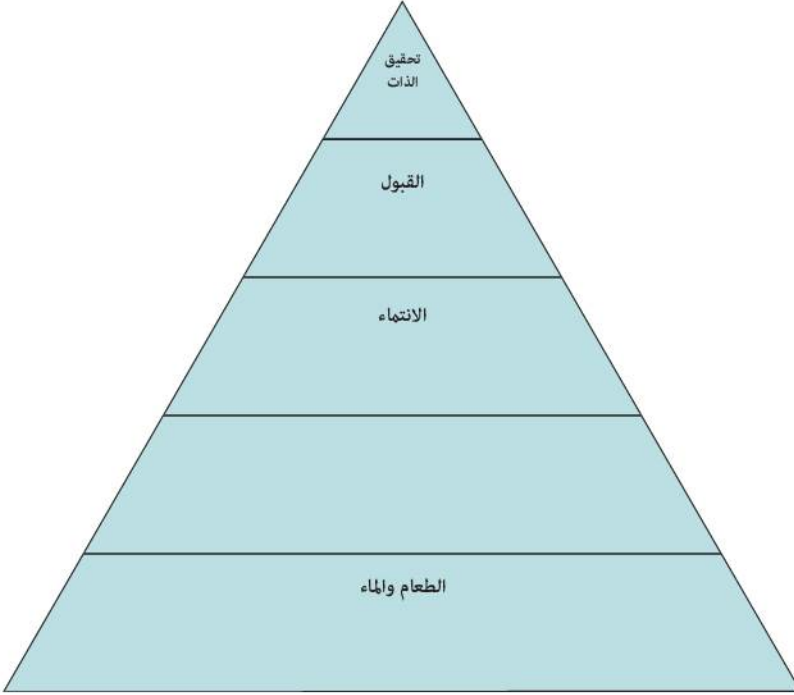 تحقيق
الذات
القبول
الانتماء
الطعام والماء